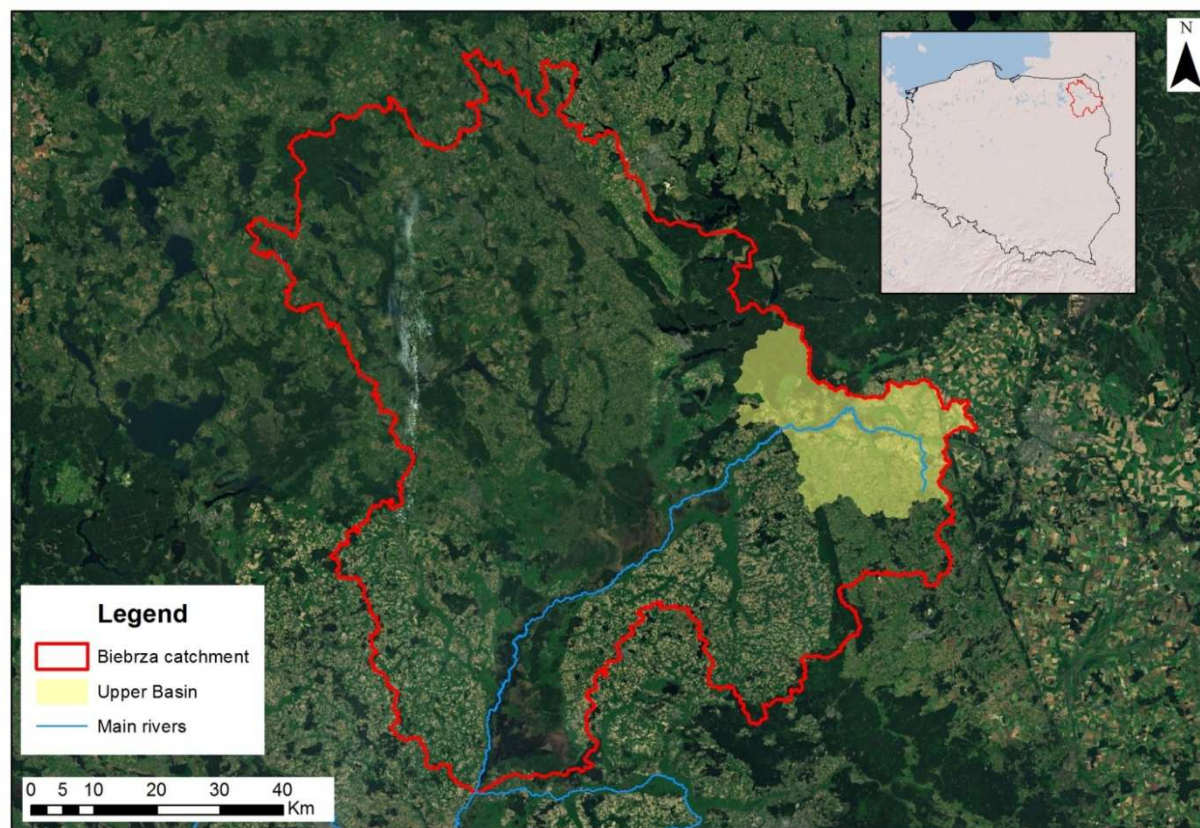 N
Legend
Biebrza catchment
Upper Basin
Main rivers
0 5 10 20 30 40
Km